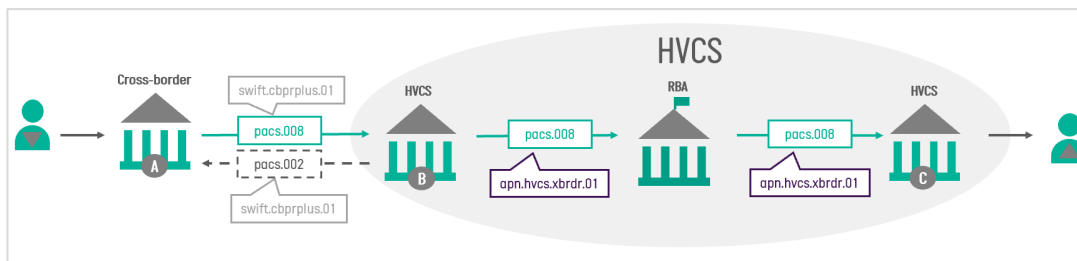 HVCS
Cross-border
swift.cbprplus.01
HVCS
RBA
HVCS
pacs.008
pacs.008
pacs.008
pacs.002
A
B
C
apn.hvcs.xbrdr.01
apn.hvcs.xbrdr.01
swift.cbprplus.01